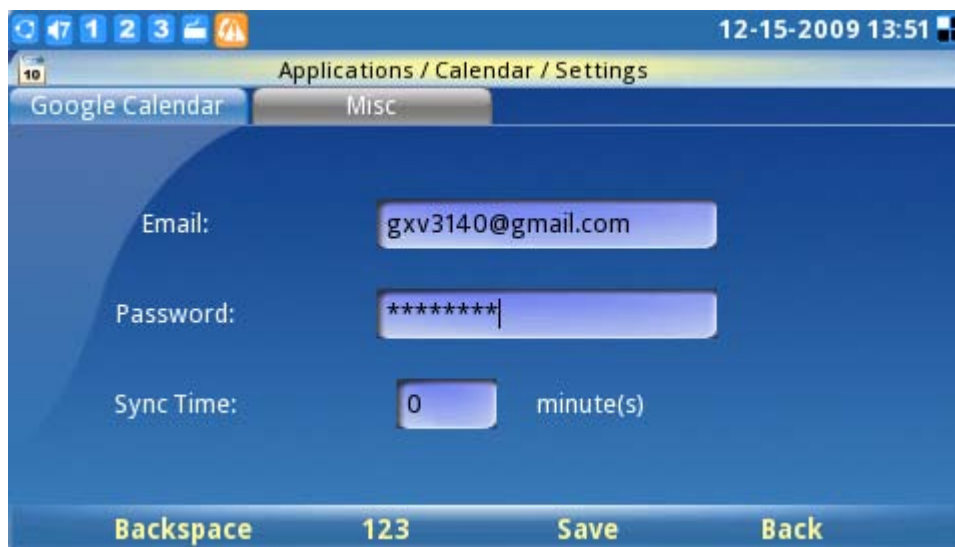 7 1 2 3 12-15-2009 13:51
10 Applications / Calendar / Settings
Google Calendar Misc
Email: gxv3140@gmail.com
Password: ********
Sync Time: 0 minute(s)
Backspace 123 Save Back